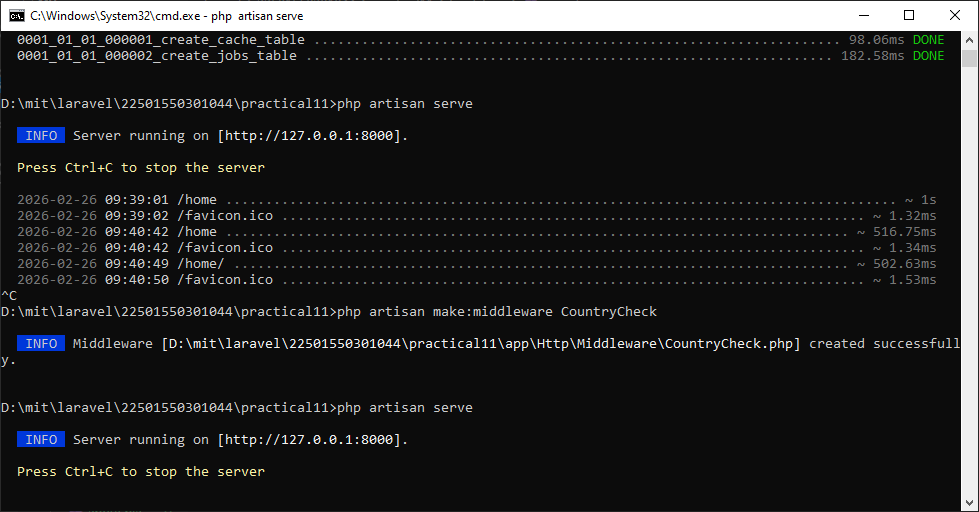 C:\Windows\System32\cmd.exe - php  artisan serve
0001_01_01_000001_create_cache_table .................................................................. 98.06ms DONE
0001_01_01_000002_create_jobs_table .................................................................. 182.58ms DONE
D:\mit\laravel\22501550301044\practical11>php artisan serve
INFO  Server running on [http://127.0.0.1:8000].
Press Ctrl+C to stop the server
2026-02-26 09:39:01 /home .................................................................................... ~ 1s
2026-02-26 09:39:02 /favicon.ico ......................................................................... ~ 1.32ms
2026-02-26 09:40:42 /home .............................................................................. ~ 516.75ms
2026-02-26 09:40:42 /favicon.ico ......................................................................... ~ 1.34ms
2026-02-26 09:40:49 /home/ ............................................................................. ~ 502.63ms
2026-02-26 09:40:50 /favicon.ico ......................................................................... ~ 1.53ms
^C
D:\mit\laravel\22501550301044\practical11>php artisan make:middleware CountryCheck
INFO  Middleware [D:\mit\laravel\22501550301044\practical11\app\Http\Middleware\CountryCheck.php] created successfull
y.
D:\mit\laravel\22501550301044\practical11>php artisan serve
INFO  Server running on [http://127.0.0.1:8000].
Press Ctrl+C to stop the server